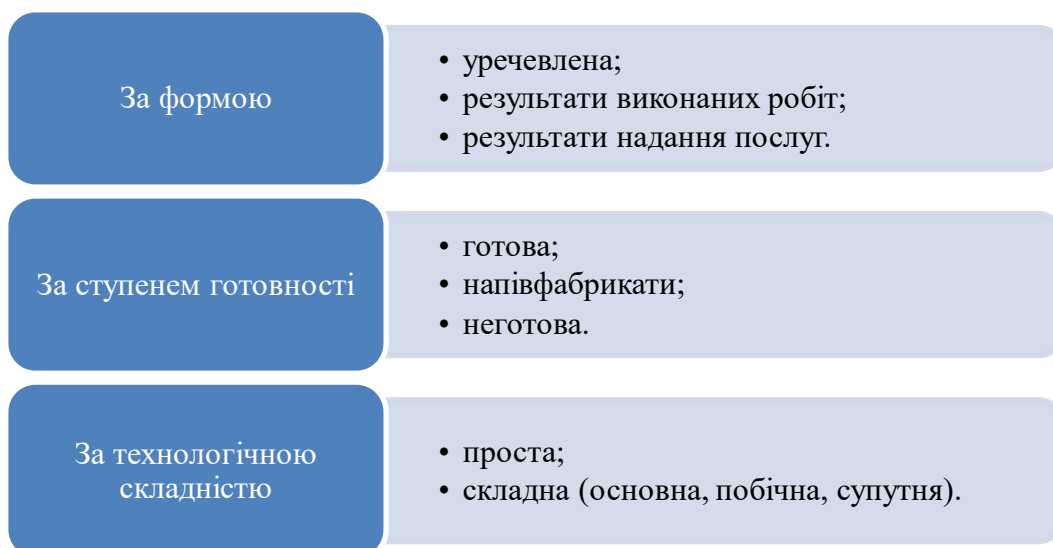 За формою
• уречевлена;
• результати виконаних робіт;
• результати надання послуг.
За ступенем готовності
• готова;
• напівфабрикати;
• неготова.
За технологічною
складністю
• проста;
• складна (основна, побічна, супутня).